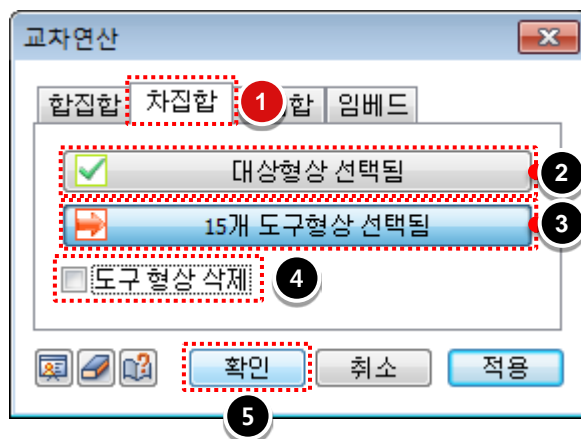 교차연산
합집합 차집합 1 합 임베드
대상형상 선택됨 2
15개 도구형상 선택됨 3
도구 형상 삭제 4
확인 취소 적용
5